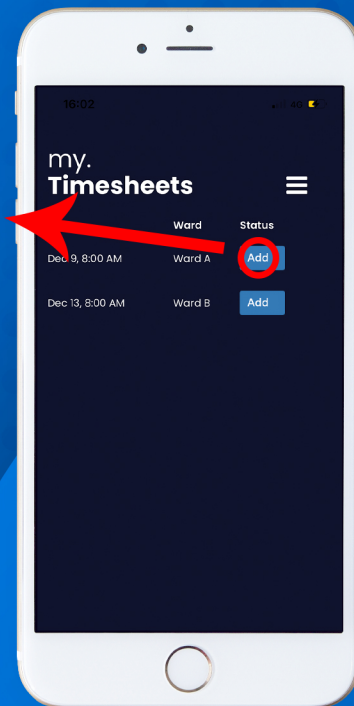 16:02 4G
my.
Timesheets
Ward Status
Dec 9, 8:00 AM Ward A Add
Dec 13, 8:00 AM Ward B Add